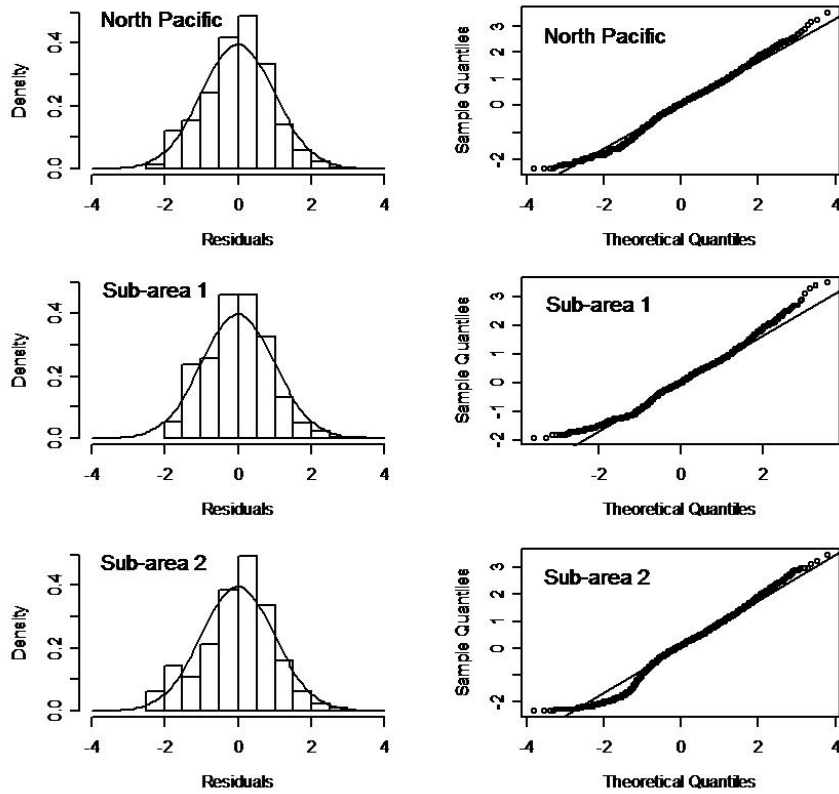 North Pacific
Density
0.0 0.2 0.4
-4 -2 0 2 4
Residuals
North Pacific
Sample Quantiles
-2 0 1 2 3
-4 -2 0 2 4
Theoretical Quantiles
Sub-area 1
Density
0.0 0.2 0.4
-4 -2 0 2 4
Residuals
Sub-area 1
Sample Quantiles
-2 -1 0 1 2 3
-2 0 2
Theoretical Quantiles
Sub-area 2
Density
0.0 0.2 0.4
-4 -2 0 2 4
Residuals
Sub-area 2
Sample Quantiles
-2 0 1 2 3
-4 -2 0 2 4
Theoretical Quantiles